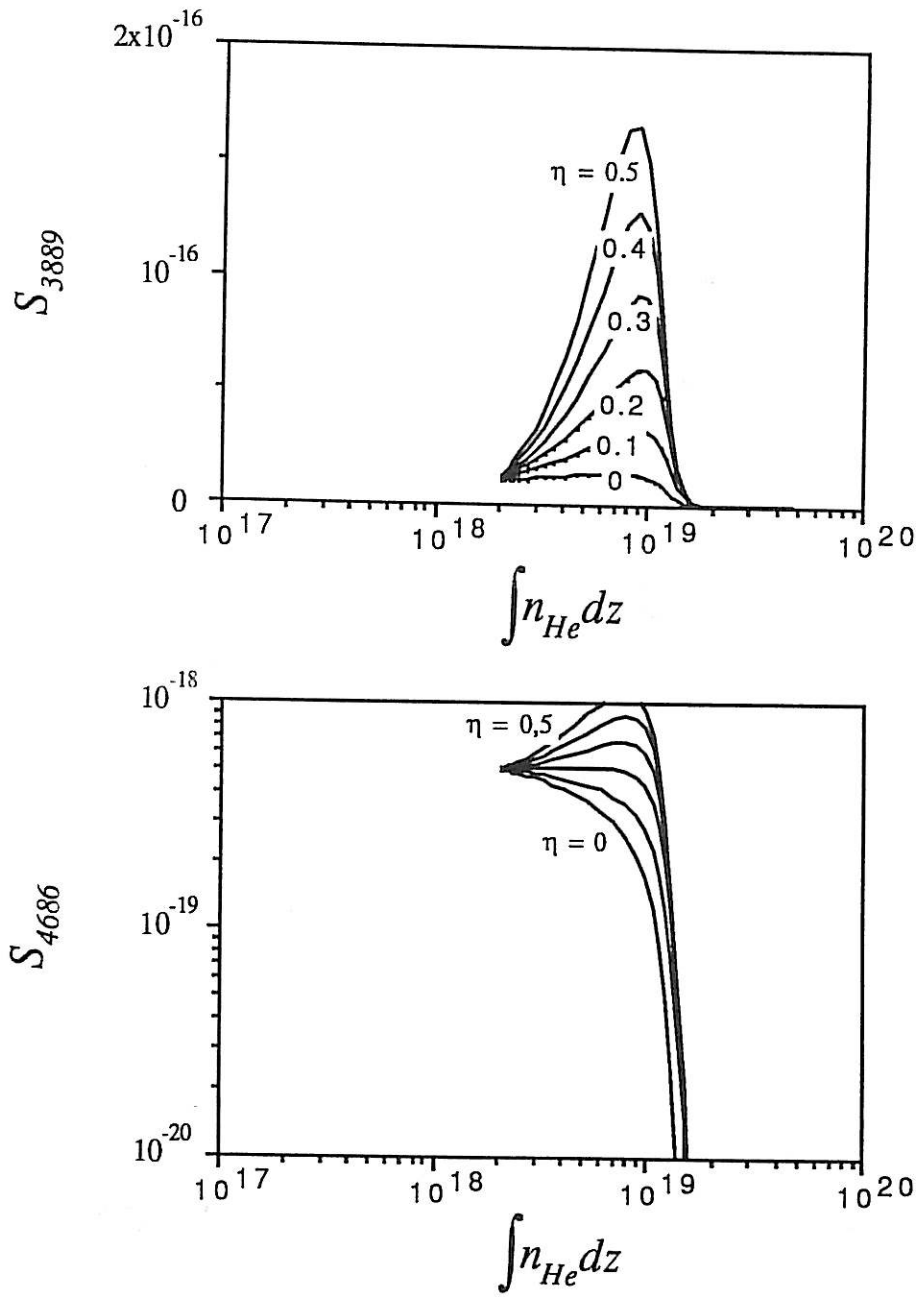 2x10^-16
η = 0.5
0.4
10^-16
0.3
0.2
0.1
0
0
S_3889
10^17 10^18 10^19 10^20
∫n_He dz
10^-18
η = 0,5
η = 0
10^-19
S_4686
10^-20
10^17 10^18 10^19 10^20
∫n_He dz